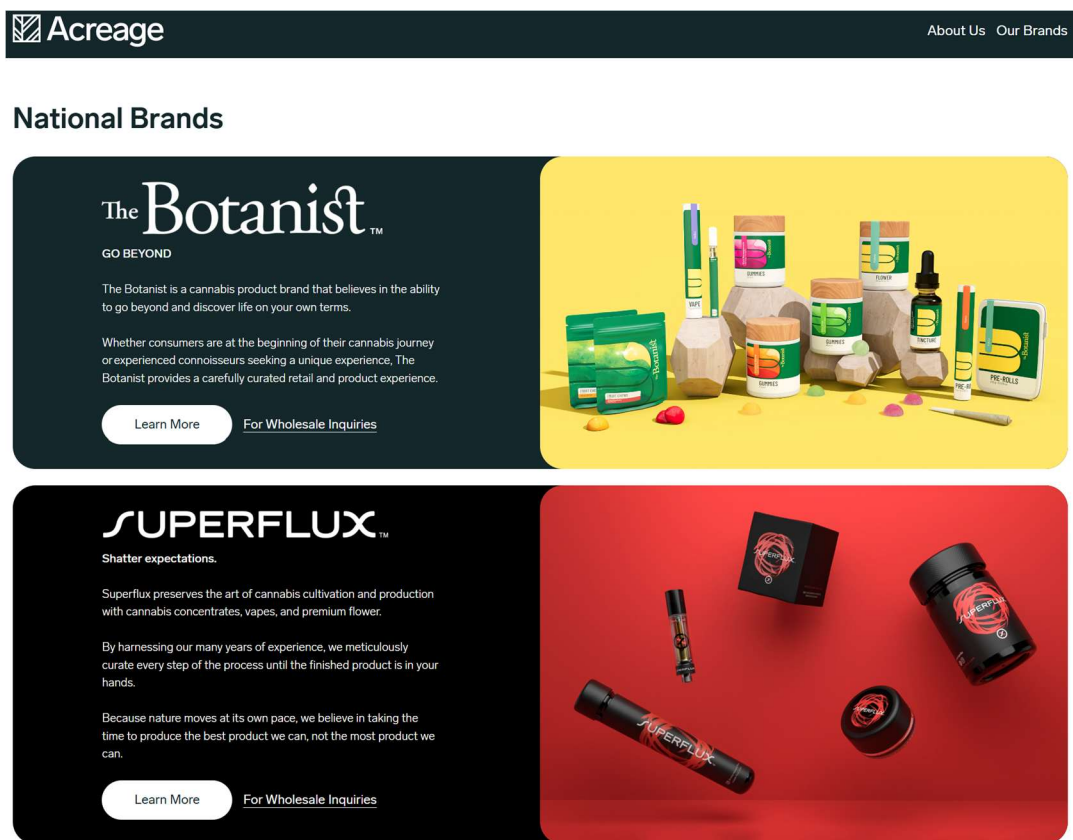 Acreage
About Us Our Brands
National Brands
The Botanist™
GO BEYOND
The Botanist is a cannabis product brand that believes in the ability
to go beyond and discover life on your own terms.
Whether consumers are at the beginning of their cannabis journey
or experienced connoisseurs seeking a unique experience, The
Botanist provides a carefully curated retail and product experience.
Learn More For Wholesale Inquiries
VAPE
GUMMIES
FLOWER
GUMMIES
TINCTURE
GUMMIES
Botanist
PRE-ROLLS
Botanist
SUPERFLUX™
Shatter expectations.
Superflux preserves the art of cannabis cultivation and production
with cannabis concentrates, vapes, and premium flower.
By harnessing our many years of experience, we meticulously
curate every step of the process until the finished product is in your
hands.
Because nature moves at its own pace, we believe in taking the
time to produce the best product we can, not the most product we
can.
Learn More For Wholesale Inquiries
SUPERFLUX
SUPERFLUX
SUPERFLUX
SUPERFLUX
SUPERFLUX